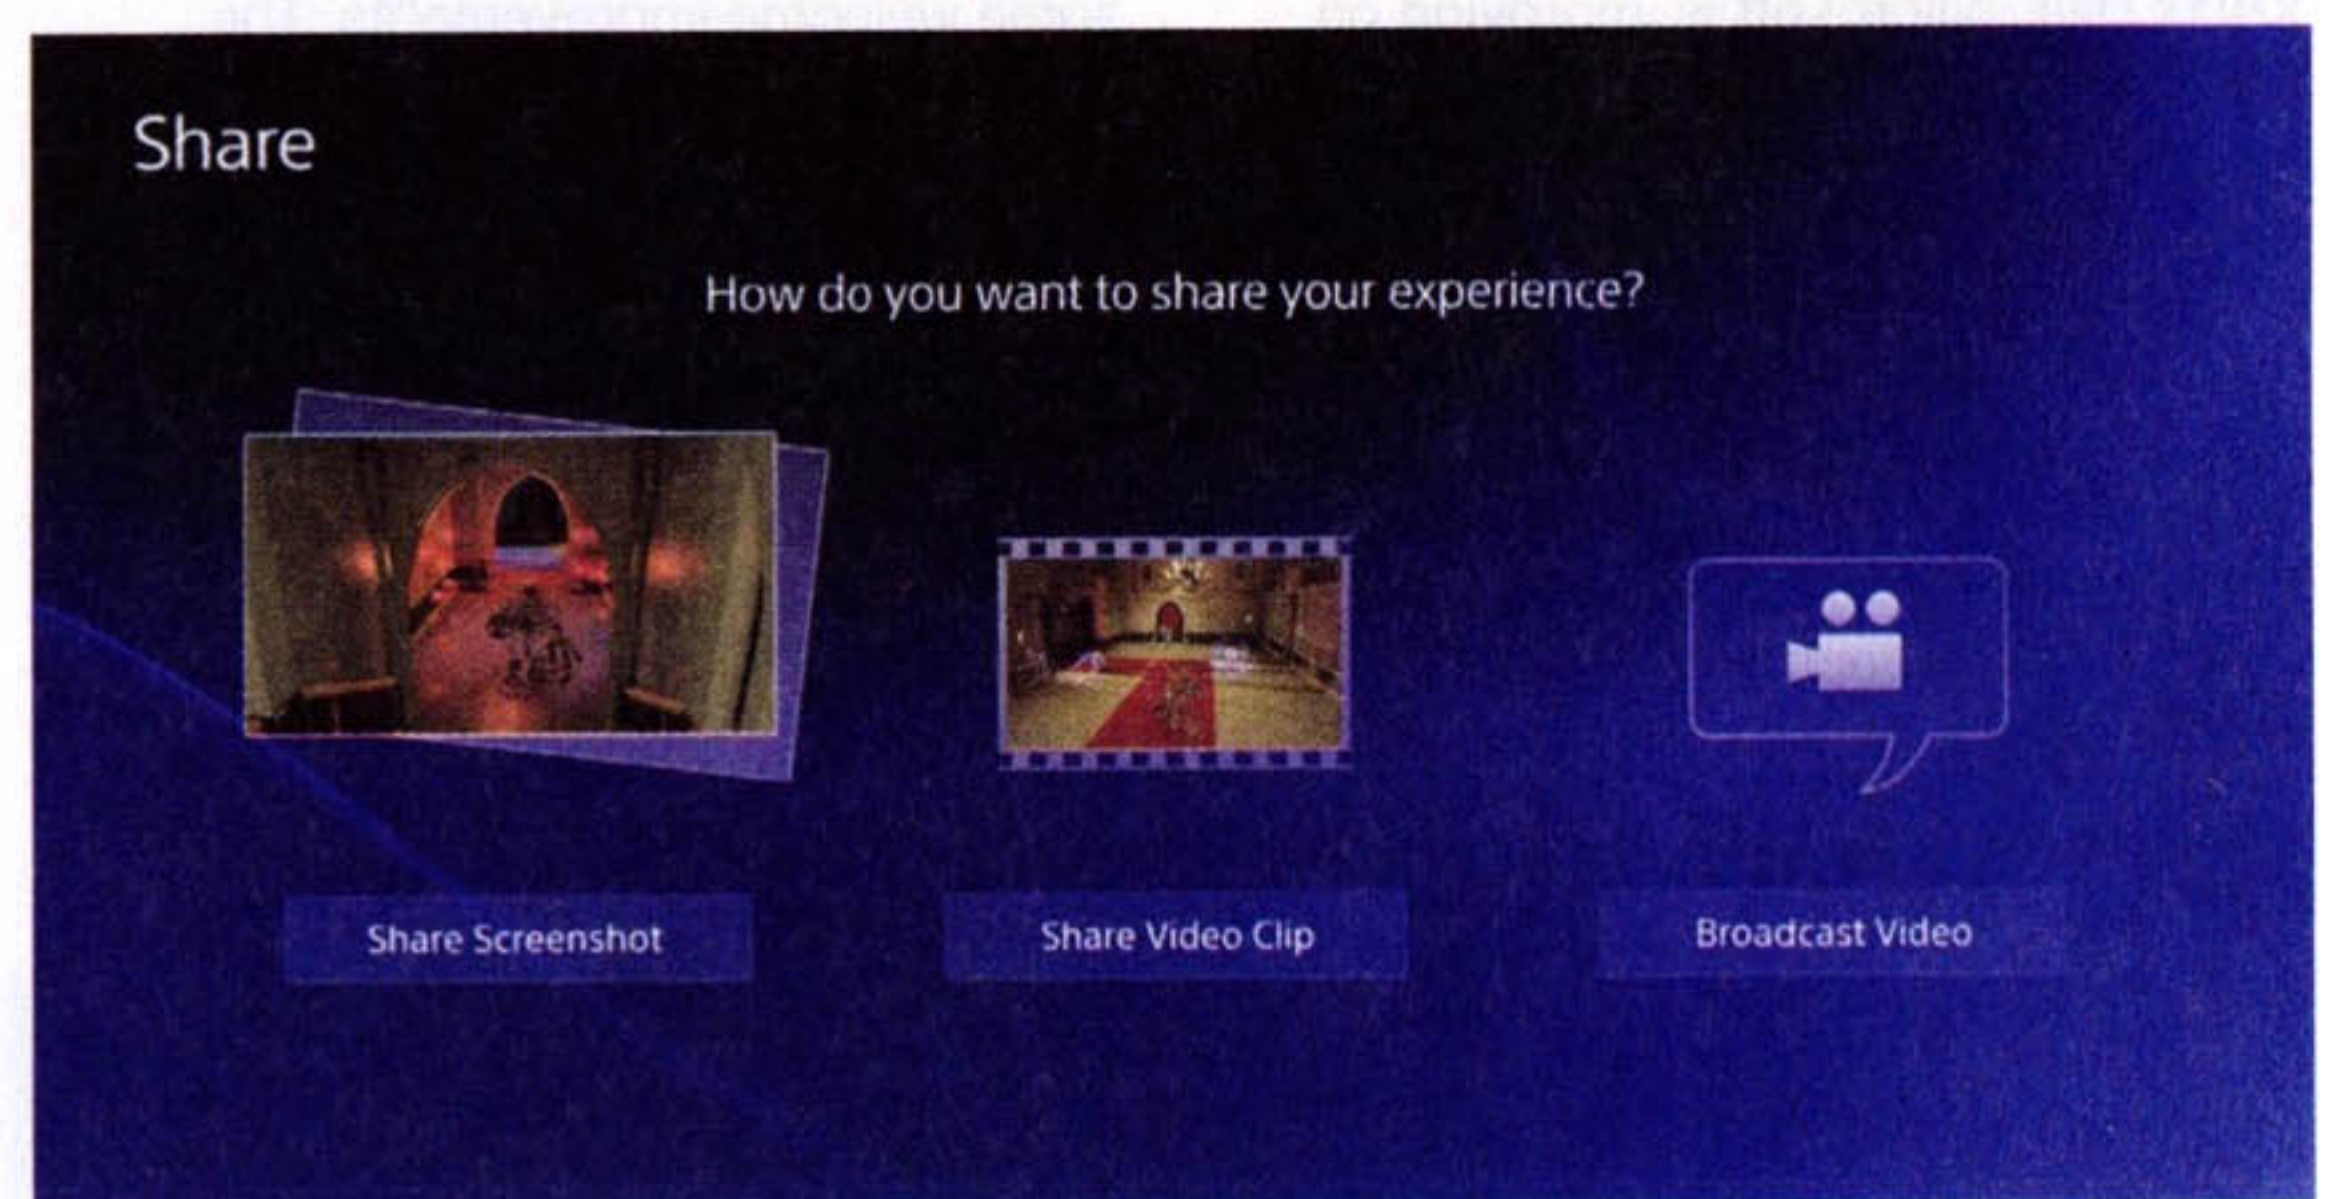 Share
How do you want to share your experience?
Share Screenshot
Share Video Clip
Broadcast Video